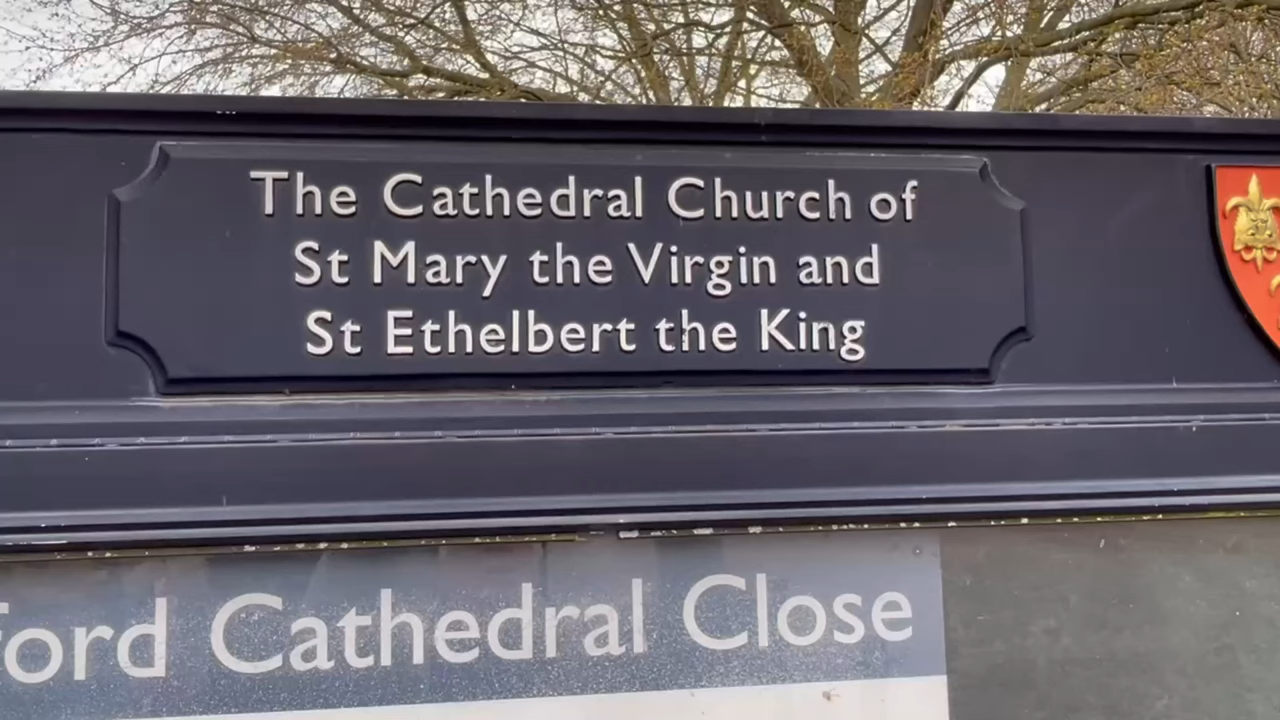 The Cathedral Church of
St Mary the Virgin and
St Ethelbert the King
ford Cathedral Close